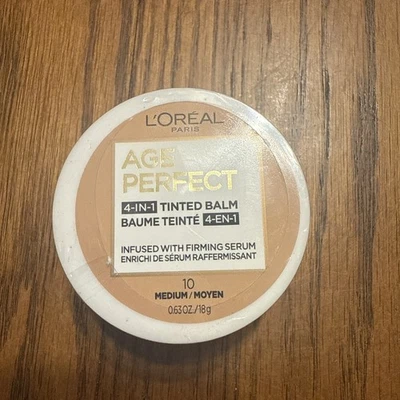 L'ORÉAL
PARIS
AGE
PERFECT
4-IN-1 TINTED BALM
BAUME TEINTÉ 4-EN-1
INFUSED WITH FIRMING SERUM
ENRICHI DE SÉRUM RAFFERMISSANT
10
MEDIUM/MOYEN
0.63 OZ./18g